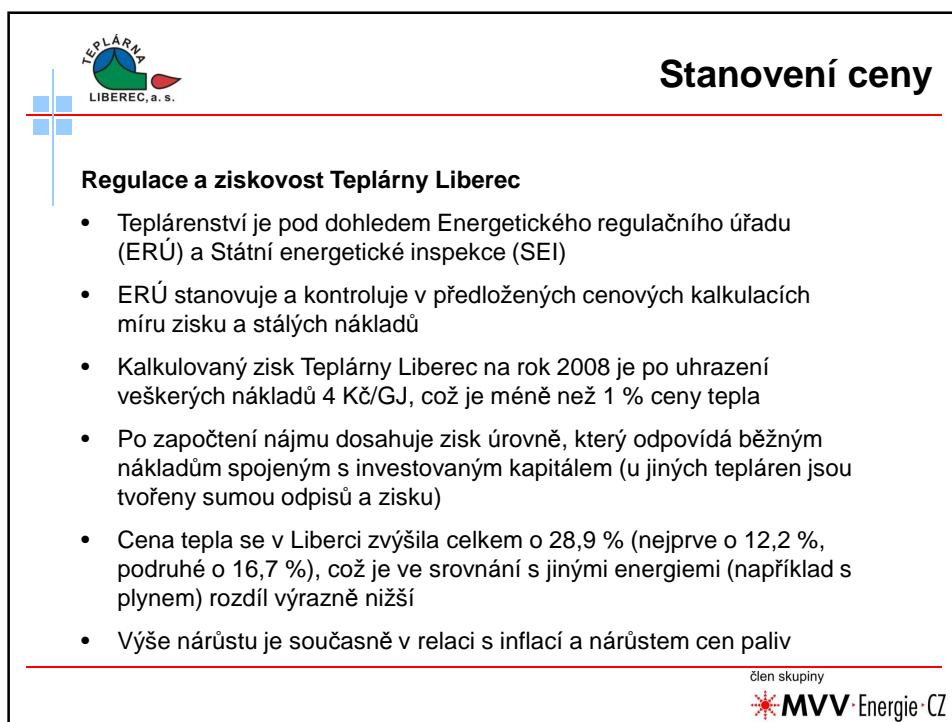 TEPLÁRNA
LIBEREC, a. s.
Stanovení ceny
Regulace a ziskovost Teplárny Liberec
• Teplárenství je pod dohledem Energetického regulačního úřadu
(ERÚ) a Státní energetické inspekce (SEI)
• ERÚ stanovuje a kontroluje v předložených cenových kalkulacích
míru zisku a stálých nákladů
• Kalkulovaný zisk Teplárny Liberec na rok 2008 je po uhrazení
veškerých nákladů 4 Kč/GJ, což je méně než 1 % ceny tepla
• Po započtení nájmu dosahuje zisk úrovně, který odpovídá běžným
nákladům spojeným s investovaným kapitálem (u jiných tepláren jsou
tvořeny sumou odpisů a zisku)
• Cena tepla se v Liberci zvýšila celkem o 28,9 % (nejprve o 12,2 %,
podruhé o 16,7 %), což je ve srovnání s jinými energiemi (například s
plynem) rozdíl výrazně nižší
• Výše nárůstu je současně v relaci s inflací a nárůstem cen paliv
člen skupiny
MVV Energie CZ